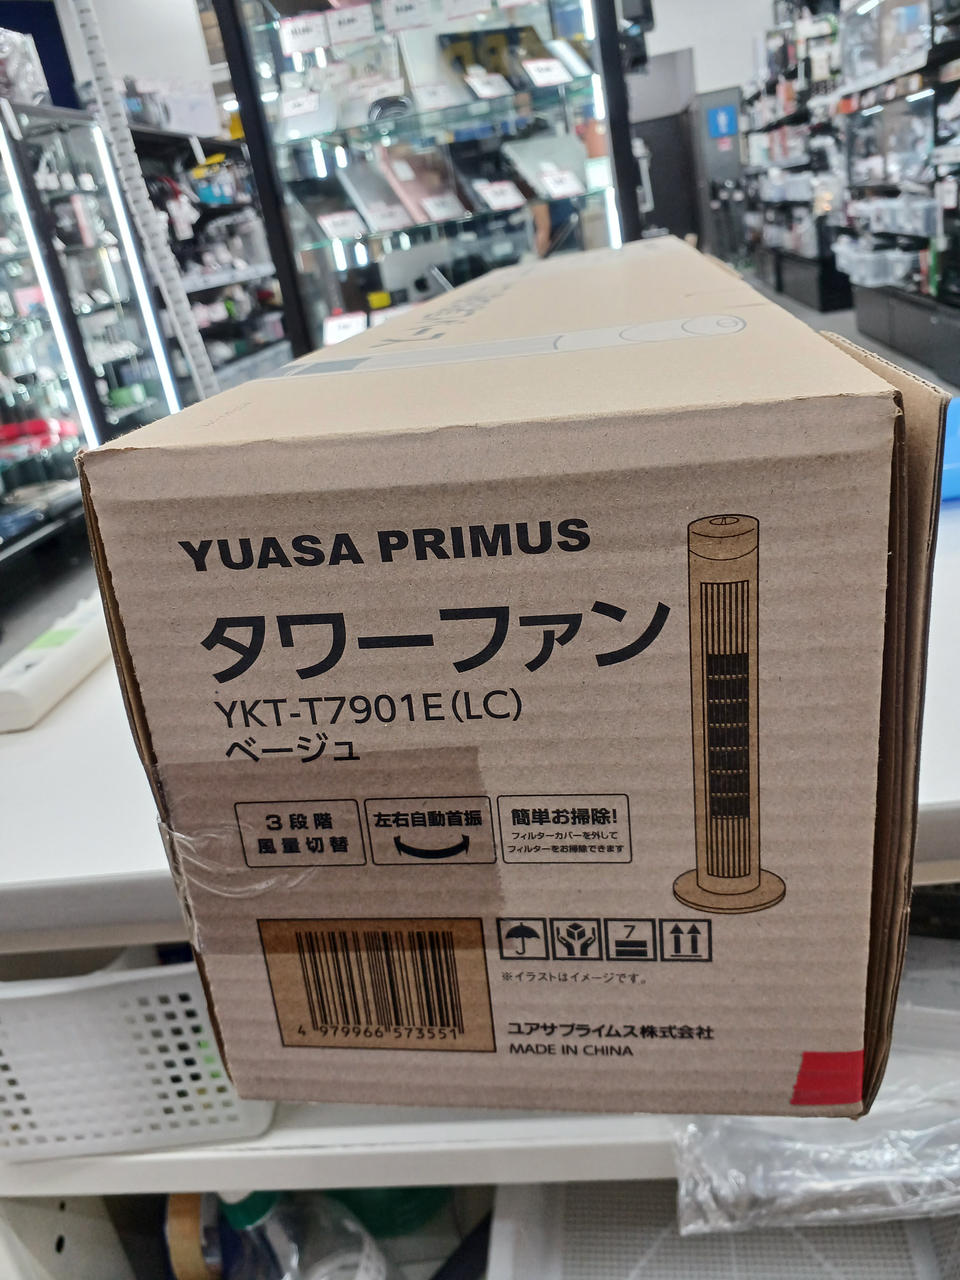 YUASA PRIMUS
タワーファン
YKT-T7901E(LC)
ベージュ
3段階
風量切替
左右自動首振
簡単お掃除!
フィルターカバーを外して
フィルターをお掃除できます
7
※イラストはイメージです。
4 979966 573551
ユアサプライムス株式会社
MADE IN CHINA